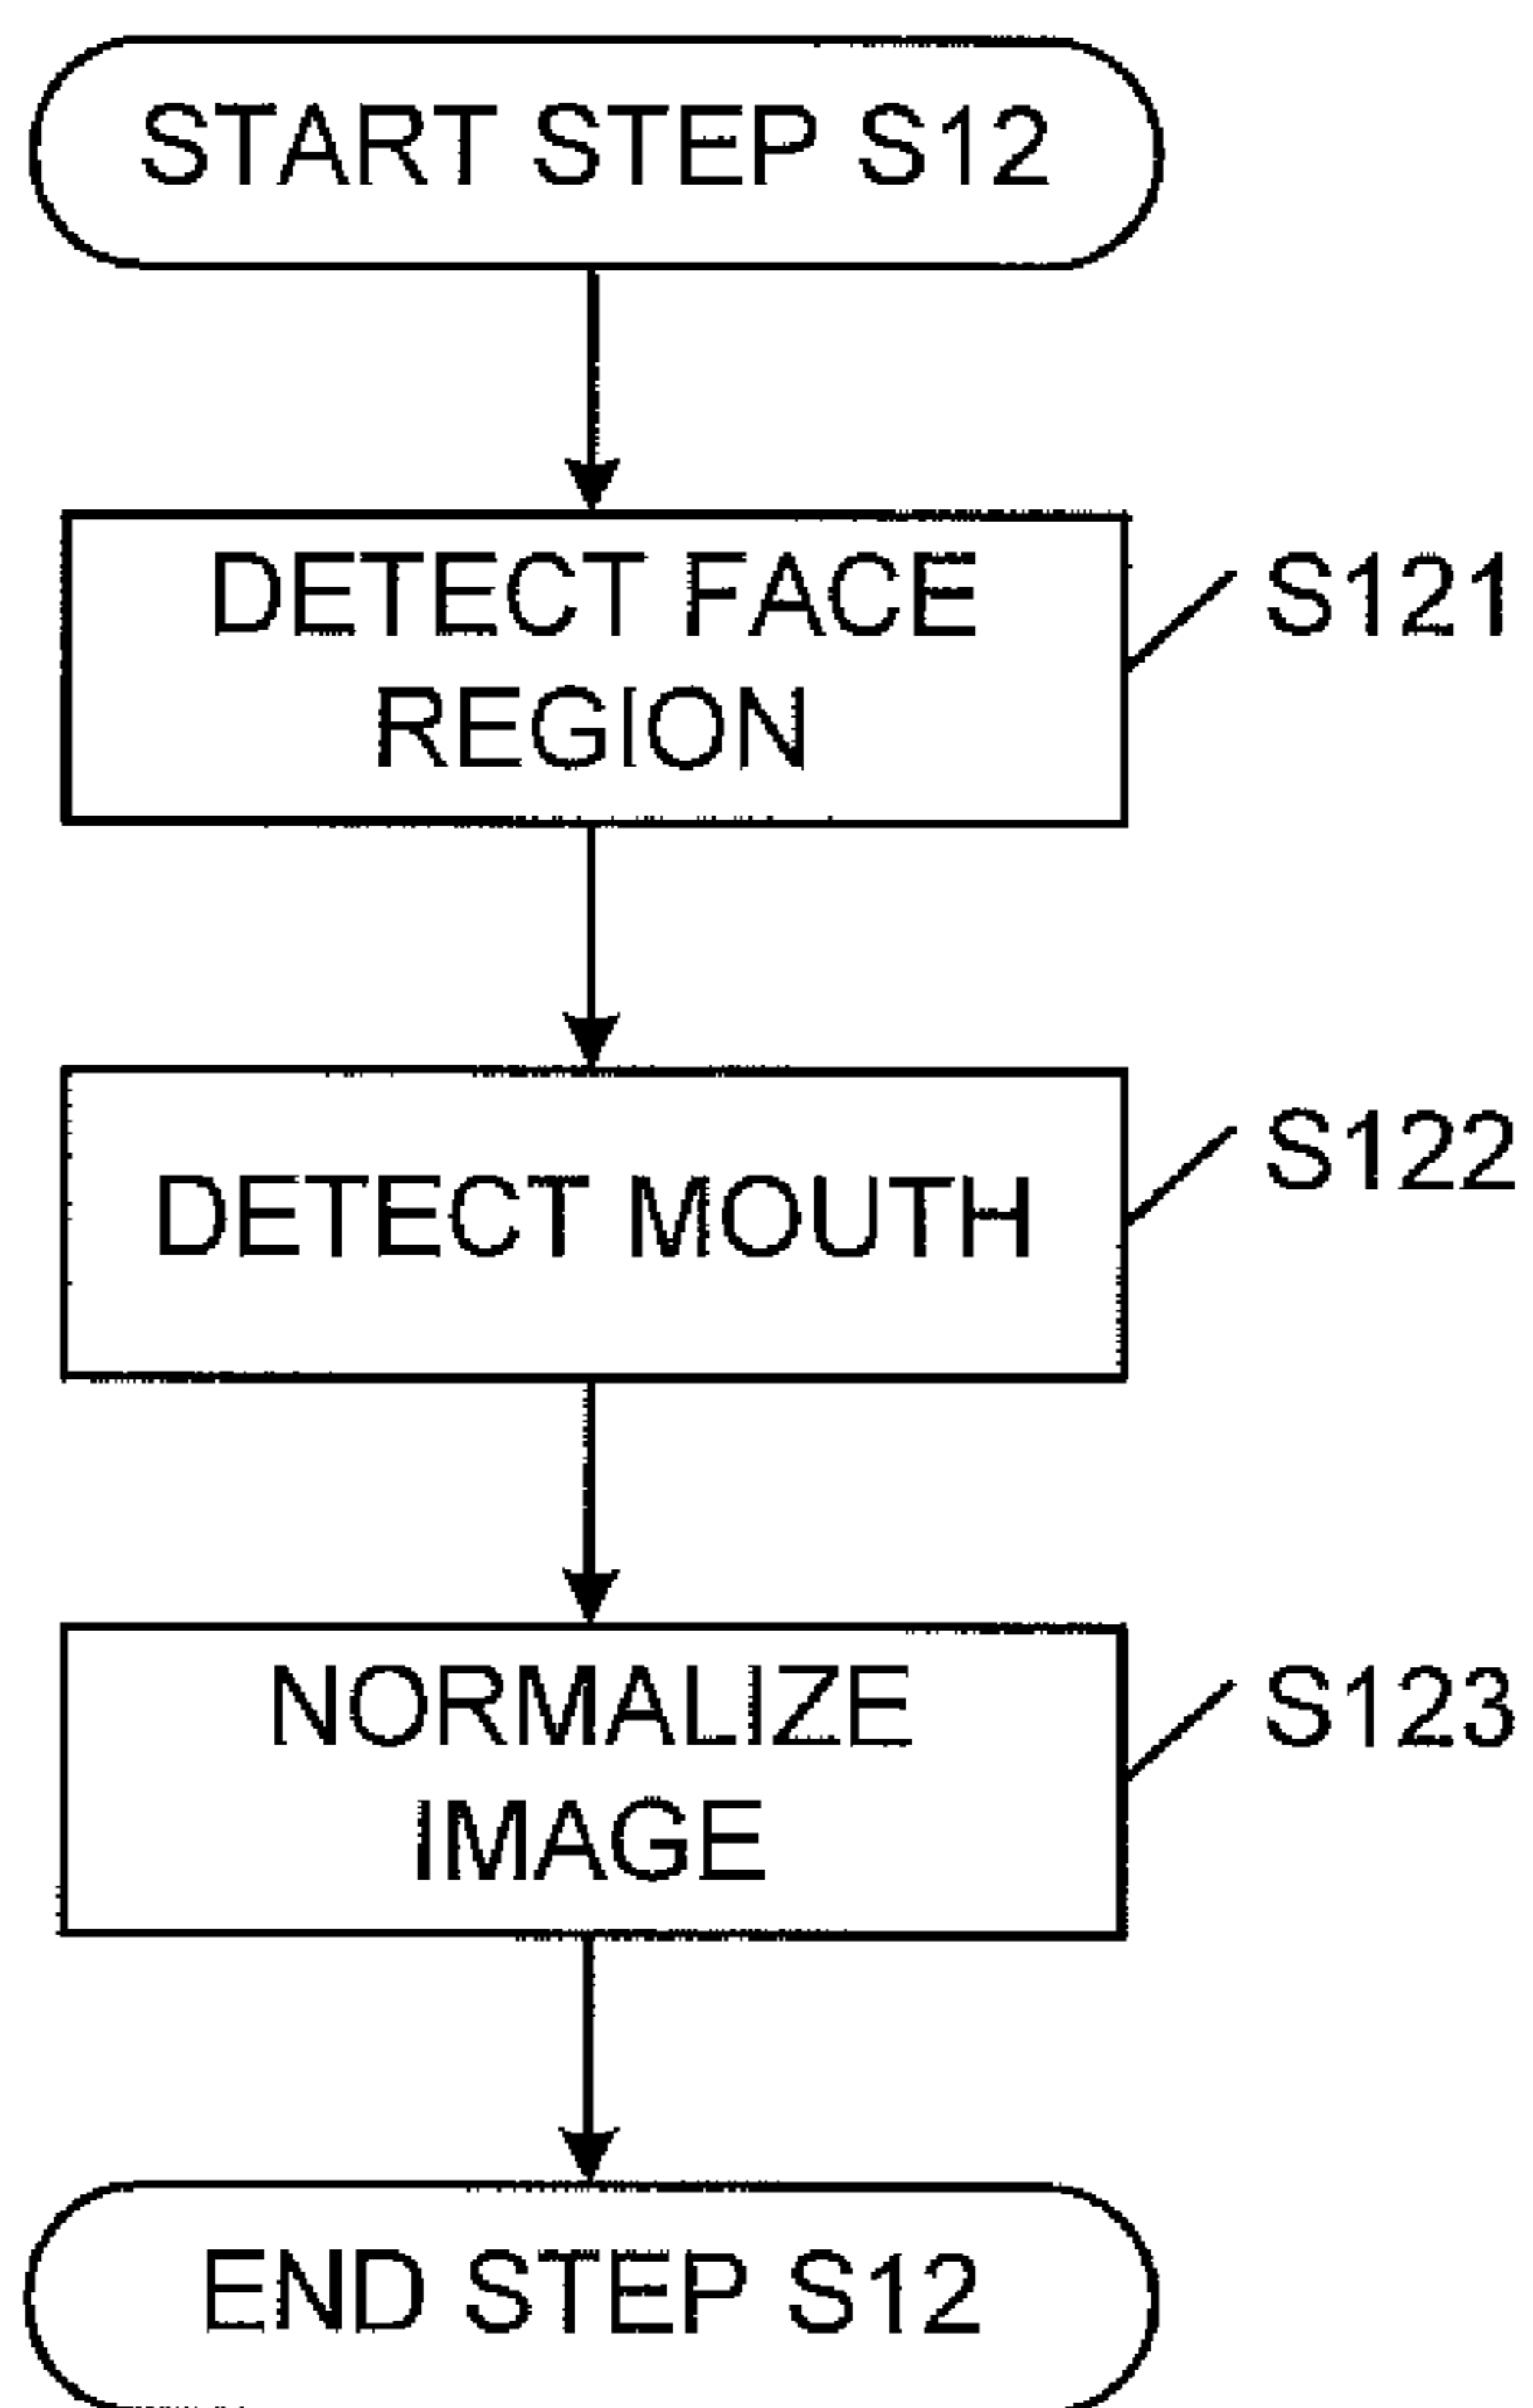 START STEP S12
DETECT FACE
REGION
S121
DETECT MOUTH
S122
NORMALIZE
IMAGE
S123
END STEP S12